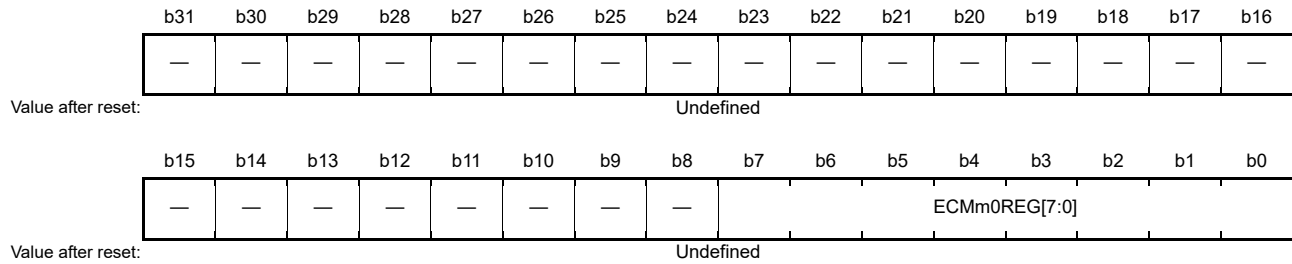 b31 b30 b29 b28 b27 b26 b25 b24 b23 b22 b21 b20 b19 b18 b17 b16
— — — — — — — — — — — — — — — —
Value after reset: Undefined
b15 b14 b13 b12 b11 b10 b9 b8 b7 b6 b5 b4 b3 b2 b1 b0
— — — — — — — — ECMm0REG[7:0]
Value after reset: Undefined